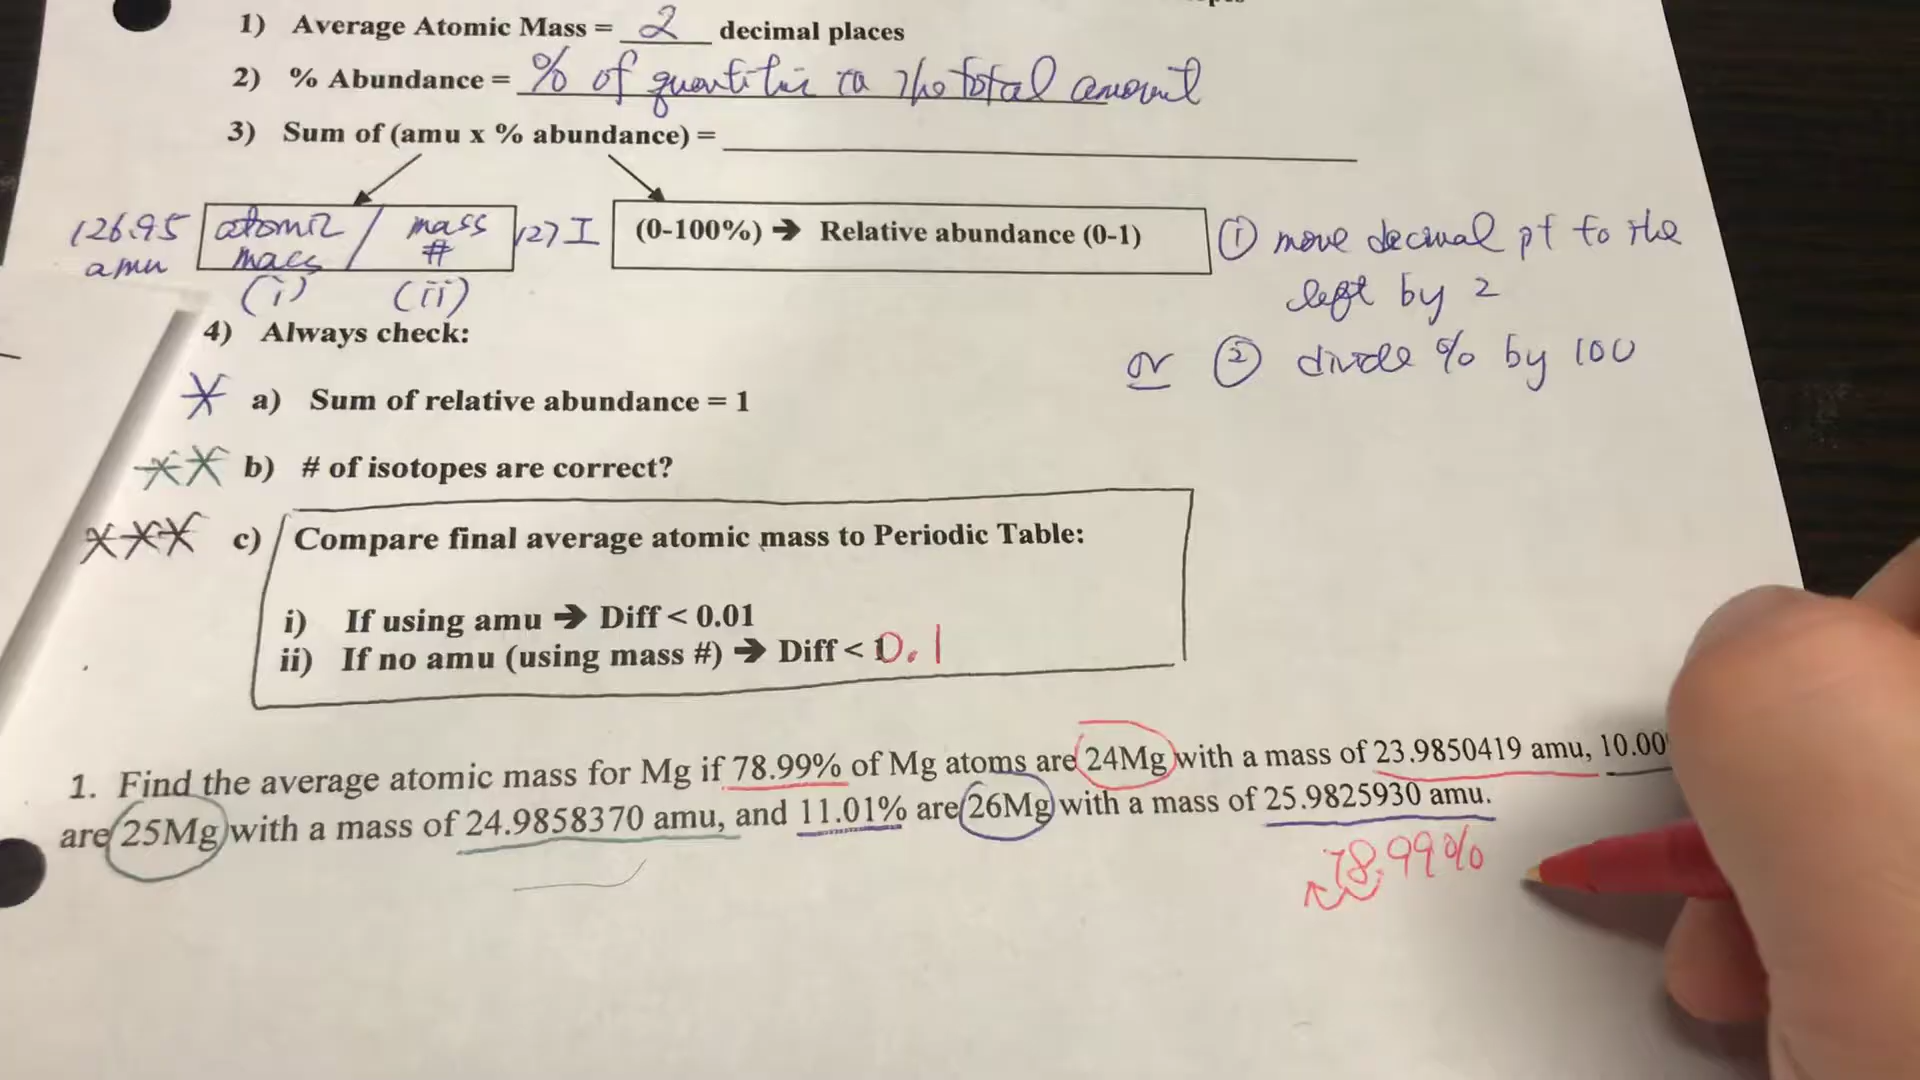 1) Average Atomic Mass = 2 decimal places
2) % Abundance = % of to the total amount
3) Sum of (amu x % abundance) =
126.95 amu atomic mass / mass # 127 I (0-100%) ➔ Relative abundance (0-1) ① move decimal pt to the
(i) (ii) left by 2
4) Always check:
or ② divide % by 100
* a) Sum of relative abundance = 1
** b) # of isotopes are correct?
*** c) Compare final average atomic mass to Periodic Table:
i) If using amu ➔ Diff < 0.01
ii) If no amu (using mass #) ➔ Diff < 0.1
1. Find the average atomic mass for Mg if 78.99% of Mg atoms are 24Mg with a mass of 23.9850419 amu, 10.00
are 25Mg with a mass of 24.9858370 amu, and 11.01% are 26Mg with a mass of 25.9825930 amu.
78.99%